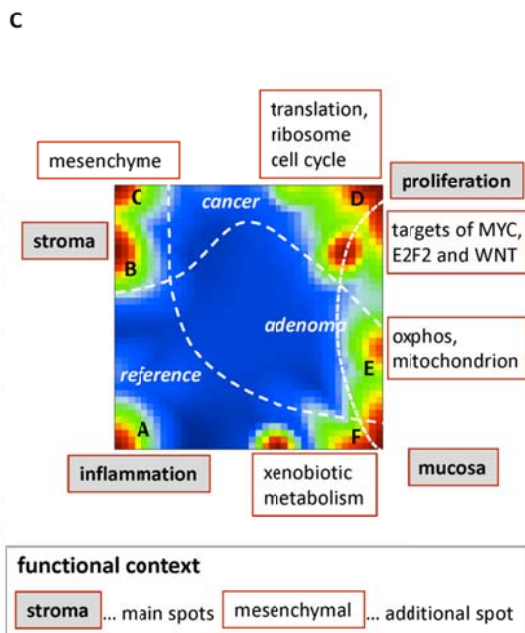 C
translation,
ribosome
cell cycle
mesenchyme
C
cancer
D
proliferation
stroma
B
targets of MYC,
E2F2 and WNT
adenoma
oxphos,
mitochondrion
E
reference
A
F
inflammation
xenobiotic
metabolism
mucosa
functional context
stroma ... main spots mesenchymal ... additional spot